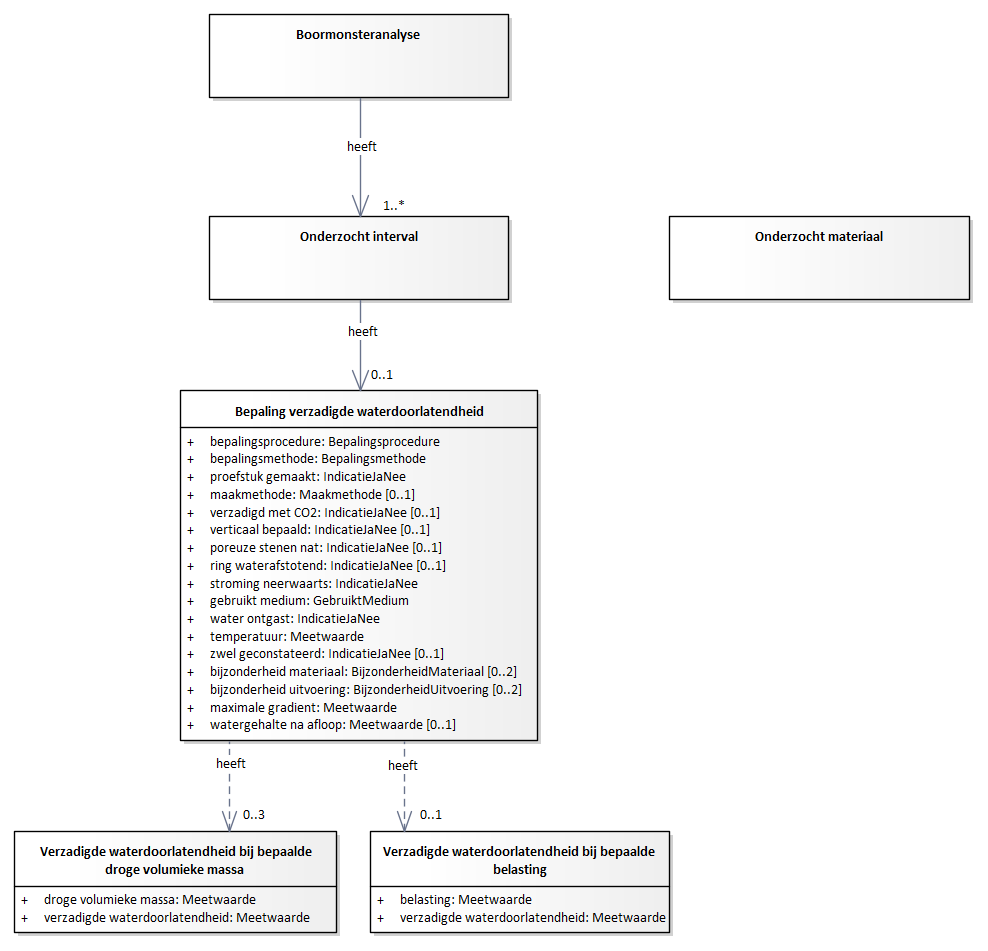 Boormonsteranalyse
heeft
1..*
Onderzocht interval
Onderzocht materiaal
heeft
0..1
Bepaling verzadigde waterdoorlatendheid
+ bepalingsprocedure: Bepalingsprocedure
+ bepalingsmethode: Bepalingsmethode
+ proefstuk gemaakt: IndicatieJaNee
+ maakmethode: Maakmethode [0..1]
+ verzadigd met CO2: IndicatieJaNee [0..1]
+ verticaal bepaald: IndicatieJaNee [0..1]
+ poreuze stenen nat: IndicatieJaNee [0..1]
+ ring waterafstotend: IndicatieJaNee [0..1]
+ stroming neerwaarts: IndicatieJaNee
+ gebruikt medium: GebruiktMedium
+ water ontgast: IndicatieJaNee
+ temperatuur: Meetwaarde
+ zwel geconstateerd: IndicatieJaNee [0..1]
+ bijzonderheid materiaal: BijzonderheidMateriaal [0..2]
+ bijzonderheid uitvoering: BijzonderheidUitvoering [0..2]
+ maximale gradient: Meetwaarde
+ watergehalte na afloop: Meetwaarde [0..1]
heeft
0..3
heeft
0..1
Verzadigde waterdoorlatendheid bij bepaalde
droge volumieke massa
+ droge volumieke massa: Meetwaarde
+ verzadigde waterdoorlatendheid: Meetwaarde
Verzadigde waterdoorlatendheid bij bepaalde
belasting
+ belasting: Meetwaarde
+ verzadigde waterdoorlatendheid: Meetwaarde